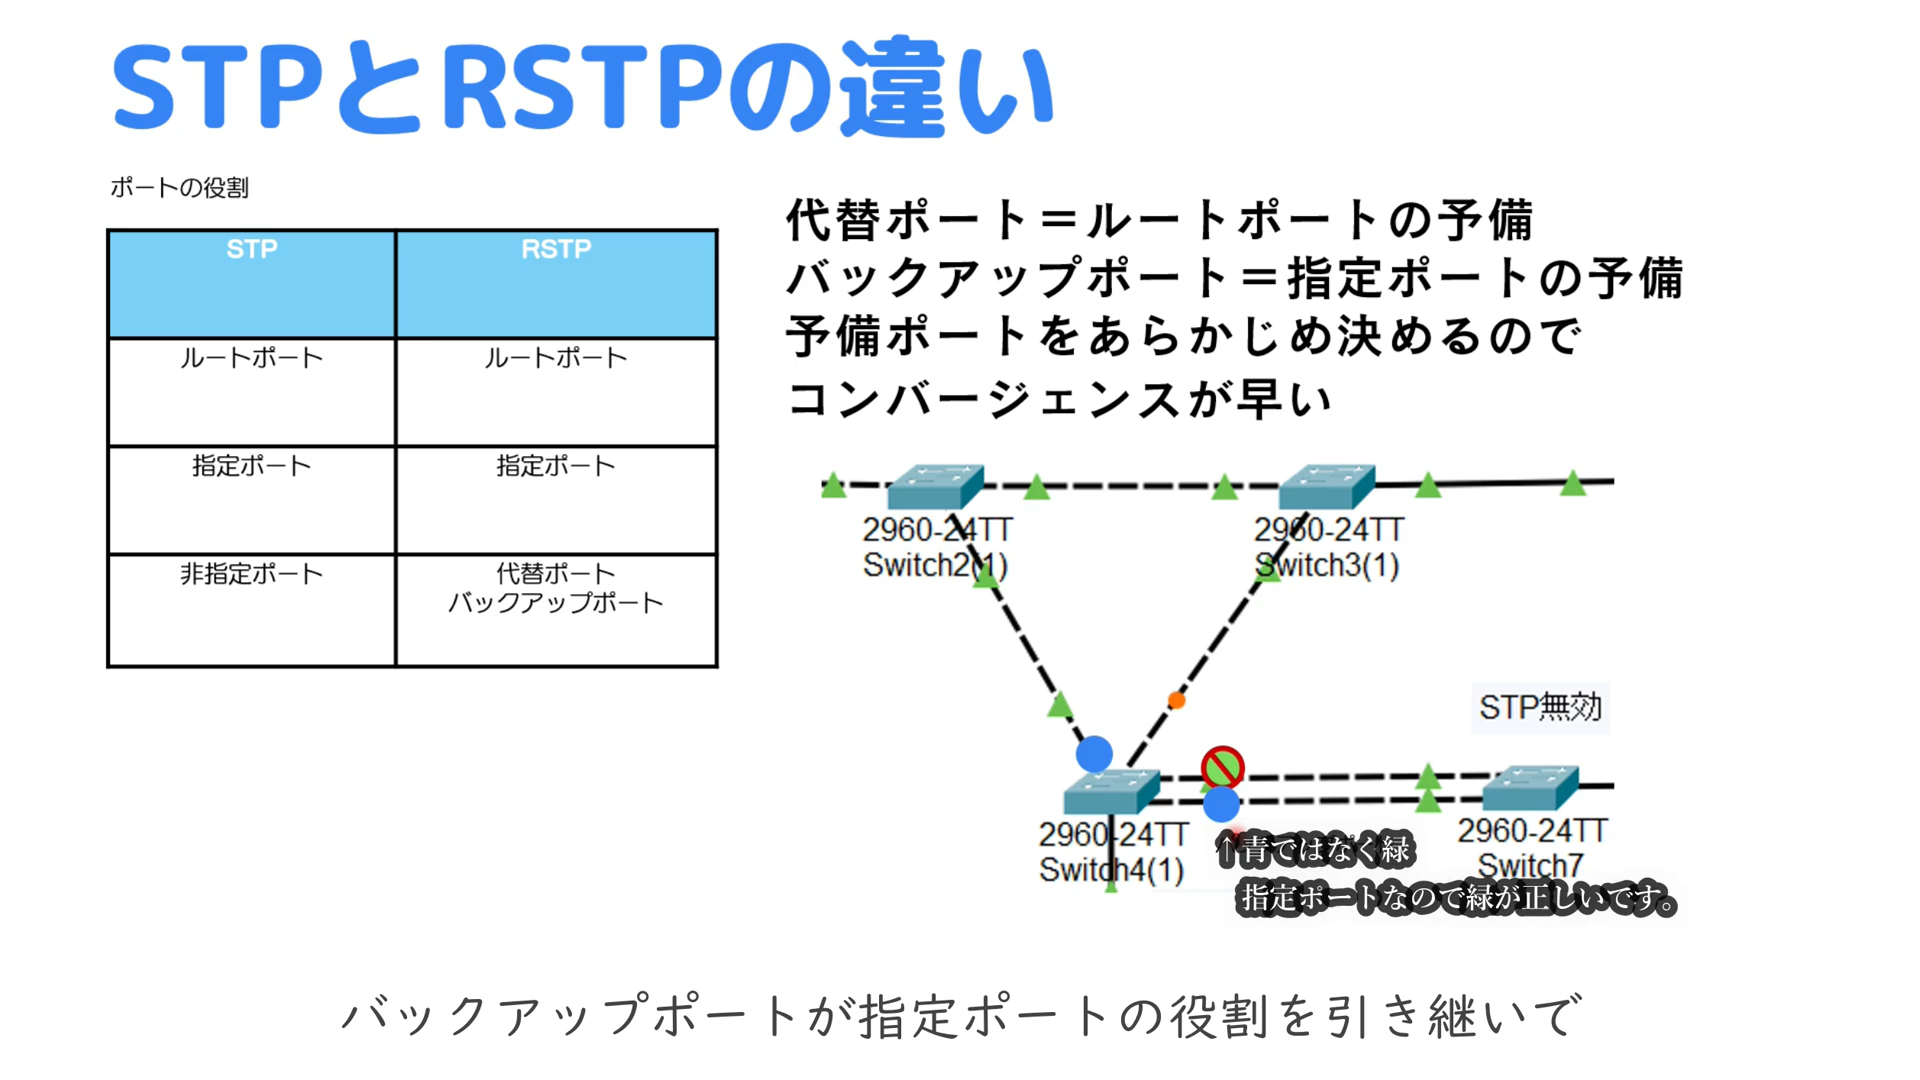 STPとRSTPの違い
ポートの役割
STP RSTP
ルートポート ルートポート
指定ポート 指定ポート
非指定ポート 代替ポート
バックアップポート
代替ポート＝ルートポートの予備
バックアップポート＝指定ポートの予備
予備ポートをあらかじめ決めるので
コンバージェンスが早い
2960-24TT
Switch2(1)
2960-24TT
Switch3(1)
STP無効
2960-24TT
Switch4(1)
2960-24TT
Switch7
↑青ではなく緑
指定ポートなので緑が正しいです。
バックアップポートが指定ポートの役割を引き継いで